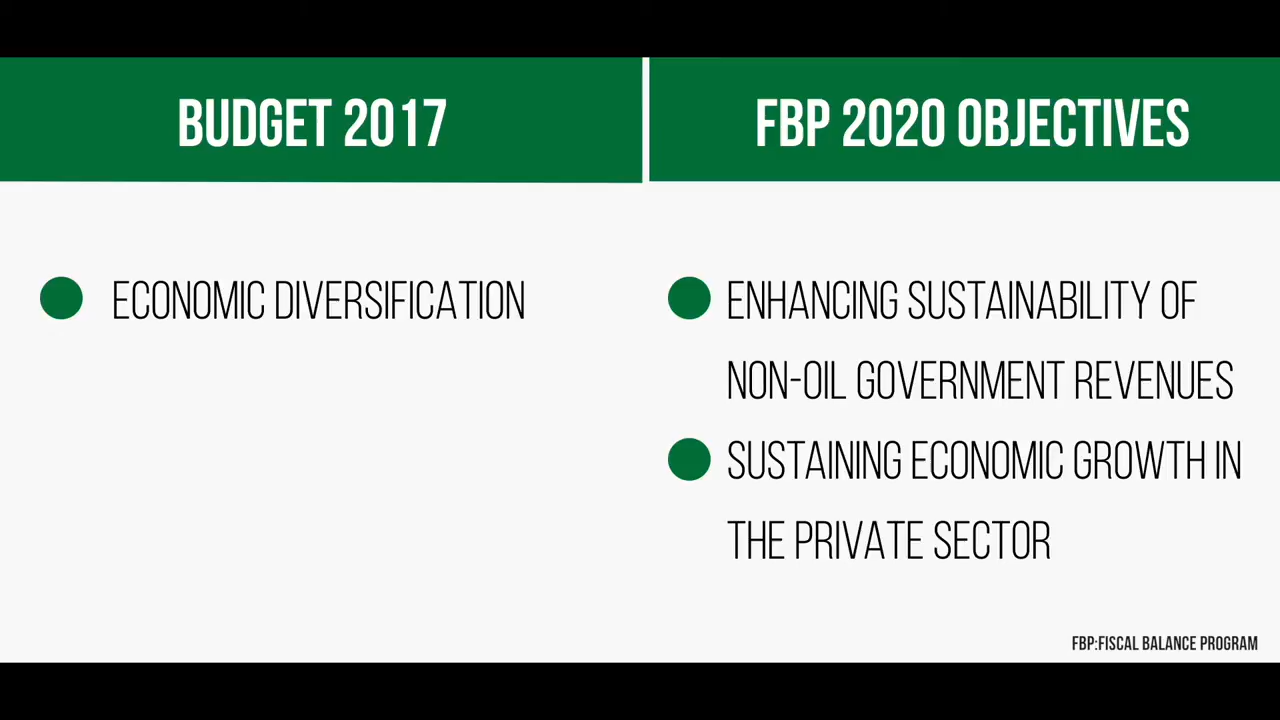 BUDGET 2017
FBP 2020 OBJECTIVES
ECONOMIC DIVERSIFICATION
ENHANCING SUSTAINABILITY OF
NON-OIL GOVERNMENT REVENUES
SUSTAINING ECONOMIC GROWTH IN
THE PRIVATE SECTOR
FBP:FISCAL BALANCE PROGRAM